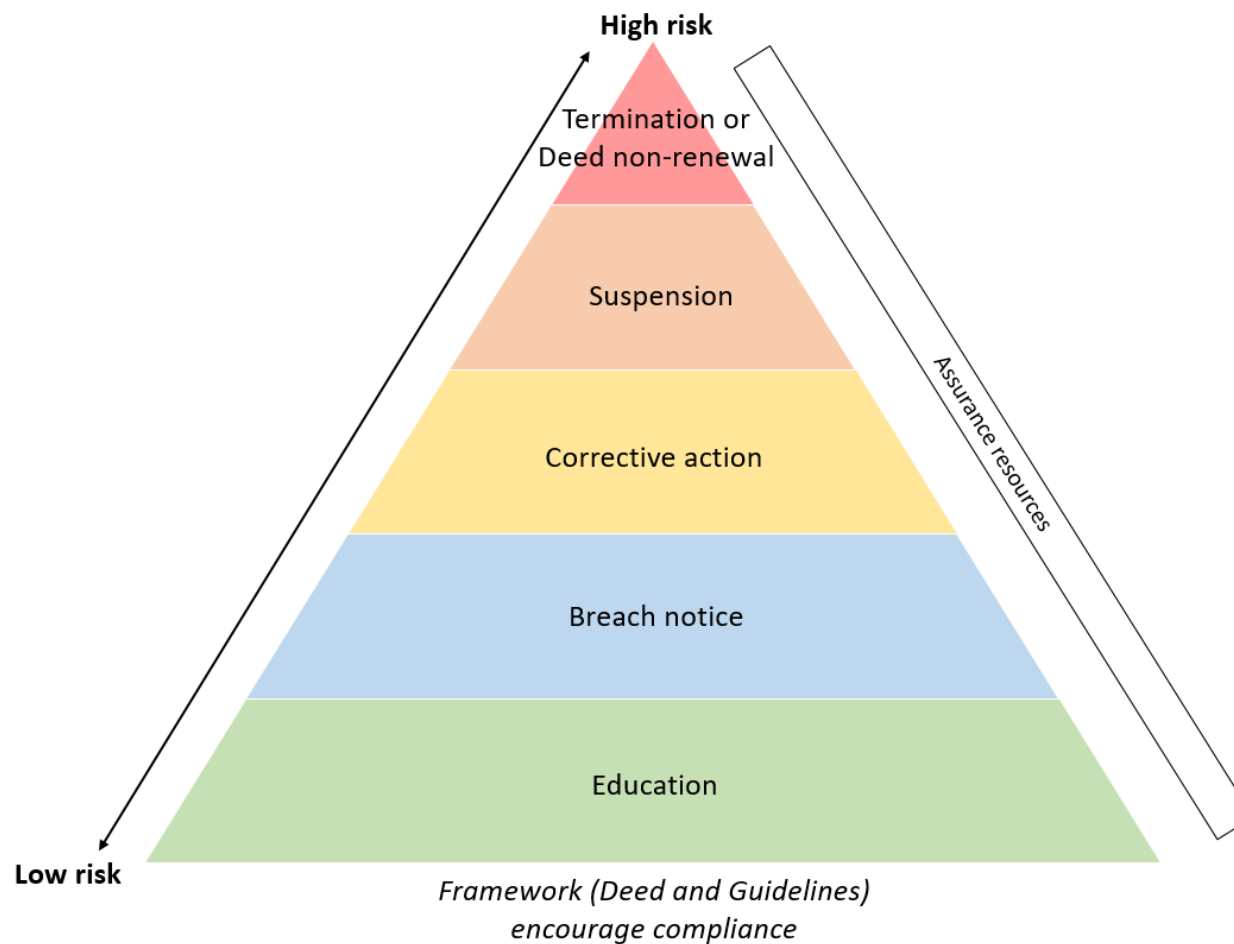 High risk
Termination or
Deed non-renewal
Suspension
Corrective action
Assurance resources
Breach notice
Education
Low risk
Framework (Deed and Guidelines)
encourage compliance